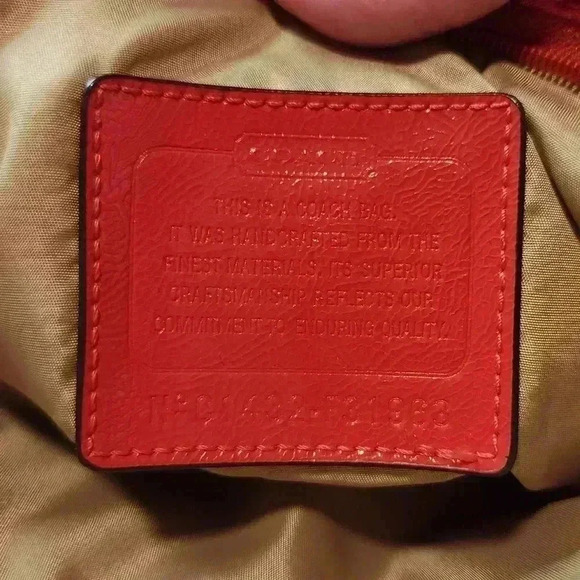 COACH
THIS IS A COACH BAG.
IT WAS HANDCRAFTED FROM THE
FINEST MATERIALS. ITS SUPERIOR
CRAFTSMANSHIP REFLECTS OUR
COMMITMENT TO ENDURING QUALITY.